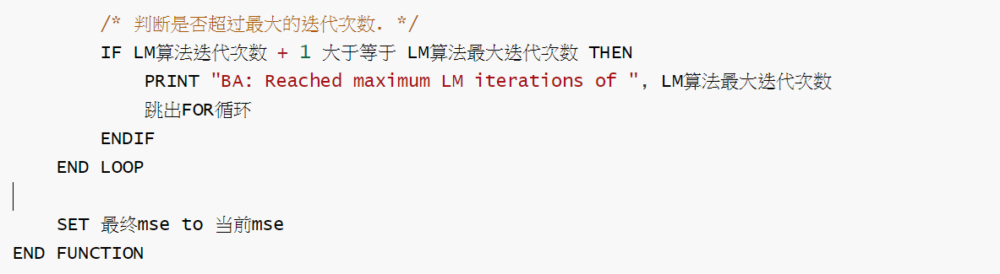 /* 判断是否超过最大的迭代次数. */
IF LM算法迭代次数 + 1 大于等于 LM算法最大迭代次数 THEN
PRINT "BA: Reached maximum LM iterations of ", LM算法最大迭代次数
跳出FOR循环
ENDIF
END LOOP
SET 最终mse to 当前mse
END FUNCTION